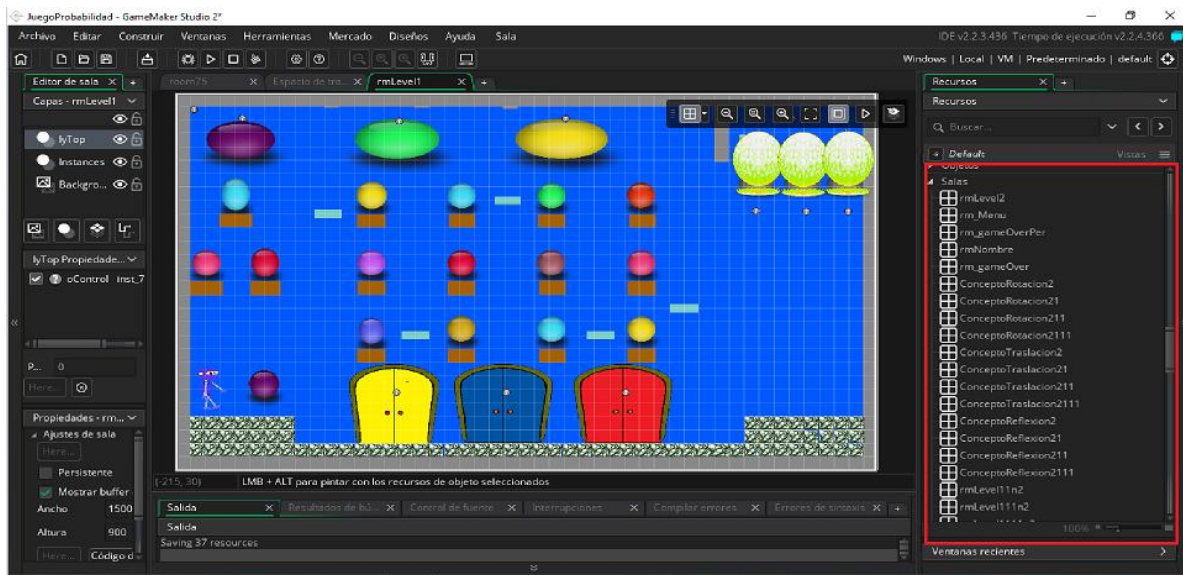 JuegoProbabilidad - GameMaker Studio 2*
Archivo Editar Construir Ventanas Herramientas Mercado Diseños Ayuda Sala
IDE v2.2.3.436 Tiempo de ejecución v2.2.4.366
Windows | Local | VM | Predeterminado | default
Editor de sala
room75
Espacio de tra...
rmLevel1
Recursos
Capas - rmLevel1
Recursos
Buscar...
lyTop
Default
Vistas
Instances
Objetos
Backgro...
Salas
rmLevel2
rm_Menu
rm_gameOverPer
rmNombre
rm_gameOver
ConceptoRotacion2
ConceptoRotacion21
ConceptoRotacion211
ConceptoRotacion2111
ConceptoTraslacion2
ConceptoTraslacion21
ConceptoTraslacion211
ConceptoTraslacion2111
ConceptoReflexion2
ConceptoReflexion21
ConceptoReflexion211
ConceptoReflexion2111
rmLevel11n2
rmLevel111n2
100%
Ventanas recientes
lyTop Propiedade...
oControl inst_7
P... 0
Here...
Propiedades - rm...
Ajustes de sala
Here...
Persistente
Mostrar buffer
Ancho 1500
Altura 900
Here... Código d
(-215, 30) LMB + ALT para pintar con los recursos de objeto seleccionados
Salida Resultados de bú... Control de fuente Interrupciones Compilar errores Errores de sintaxis
Salida
Saving 37 resources